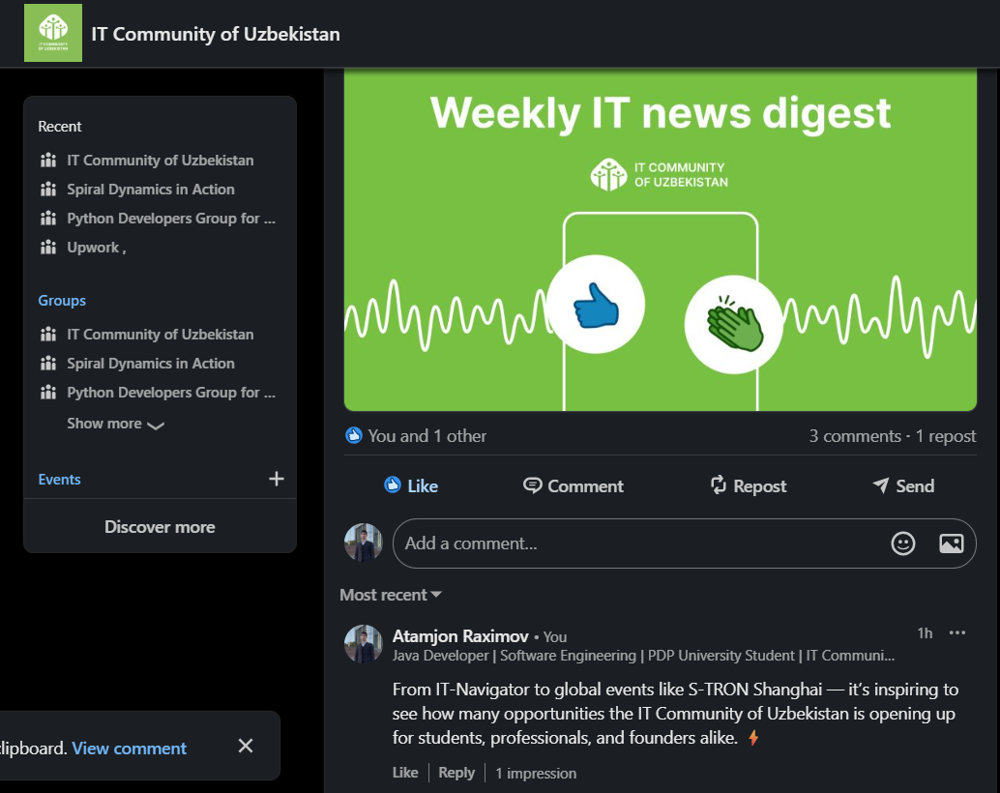 IT COMMUNITY
OF UZBEKISTAN
IT Community of Uzbekistan
Recent
IT Community of Uzbekistan
Spiral Dynamics in Action
Python Developers Group for ...
Upwork ,
Groups
IT Community of Uzbekistan
Spiral Dynamics in Action
Python Developers Group for ...
Show more
Events
Discover more
lipboard. View comment
Weekly IT news digest
IT COMMUNITY
OF UZBEKISTAN
You and 1 other
3 comments · 1 repost
Like
Comment
Repost
Send
Add a comment...
Most recent
Atamjon Raximov • You
1h
Java Developer | Software Engineering | PDP University Student | IT Communi...
From IT-Navigator to global events like S-TRON Shanghai — it’s inspiring to
see how many opportunities the IT Community of Uzbekistan is opening up
for students, professionals, and founders alike. ⚡
Like | Reply | 1 impression